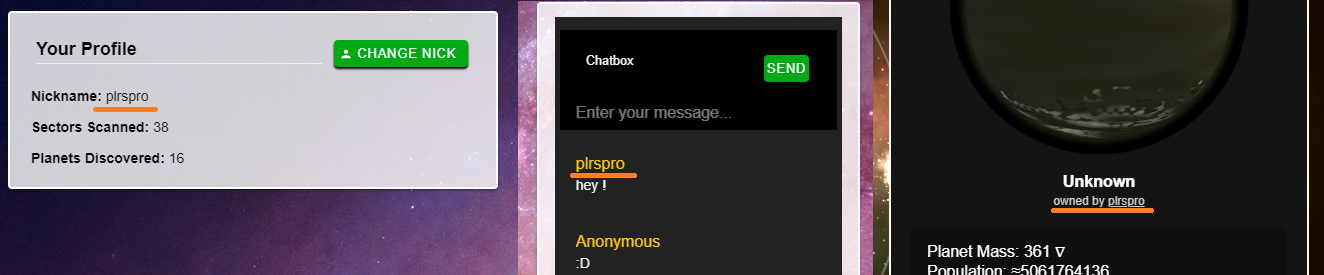 Your Profile
CHANGE NICK
Nickname: plrspro
Sectors Scanned: 38
Planets Discovered: 16
Chatbox
SEND
Enter your message...
plrspro
hey !
Anonymous
:D
Unknown
owned by plrspro
Planet Mass: 361 ∇
Population: ≈5061764136